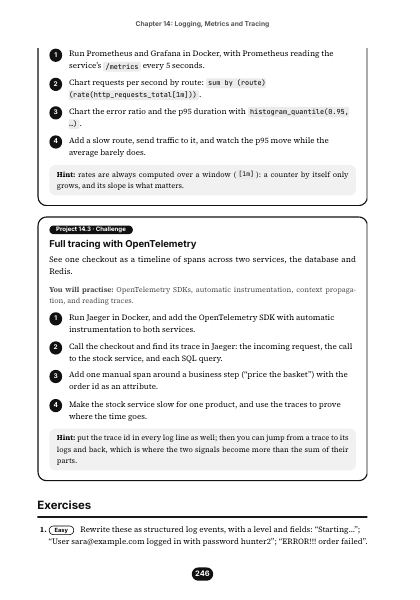 Chapter 14: Logging, Metrics and Tracing
1 Run Prometheus and Grafana in Docker, with Prometheus reading the
service's /metrics every 5 seconds.
2 Chart requests per second by route: sum by (route)
(rate(http_requests_total[1m])) .
3 Chart the error ratio and the p95 duration with histogram_quantile(0.95,
…) .
4 Add a slow route, send traffic to it, and watch the p95 move while the
average barely does.
Hint: rates are always computed over a window ( [1m] ): a counter by itself only
grows, and its slope is what matters.
Project 14.3 · Challenge
Full tracing with OpenTelemetry
See one checkout as a timeline of spans across two services, the database and
Redis.
You will practise: OpenTelemetry SDKs, automatic instrumentation, context propaga-
tion, and reading traces.
1 Run Jaeger in Docker, and add the OpenTelemetry SDK with automatic
instrumentation to both services.
2 Call the checkout and find its trace in Jaeger: the incoming request, the call
to the stock service, and each SQL query.
3 Add one manual span around a business step (“price the basket”) with the
order id as an attribute.
4 Make the stock service slow for one product, and use the traces to prove
where the time goes.
Hint: put the trace id in every log line as well; then you can jump from a trace to its
logs and back, which is where the two signals become more than the sum of their
parts.
Exercises
1. Easy Rewrite these as structured log events, with a level and fields: “Starting…”;
“User sara@example.com logged in with password hunter2”; “ERROR!!! order failed”.
246